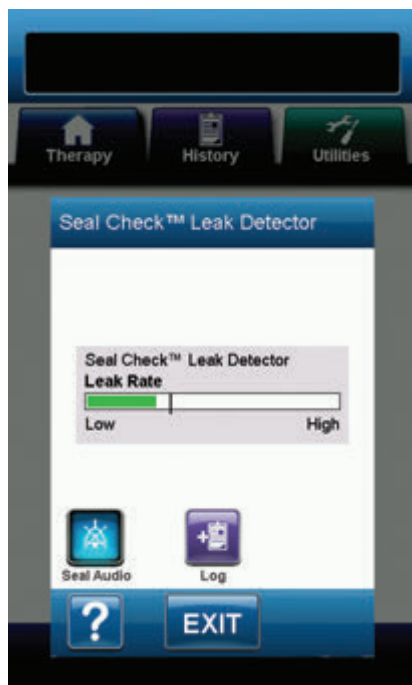 Therapy
History
Utilities
Seal Check™ Leak Detector
Seal Check™ Leak Detector
Leak Rate
Low High
Seal Audio
Log
?
EXIT